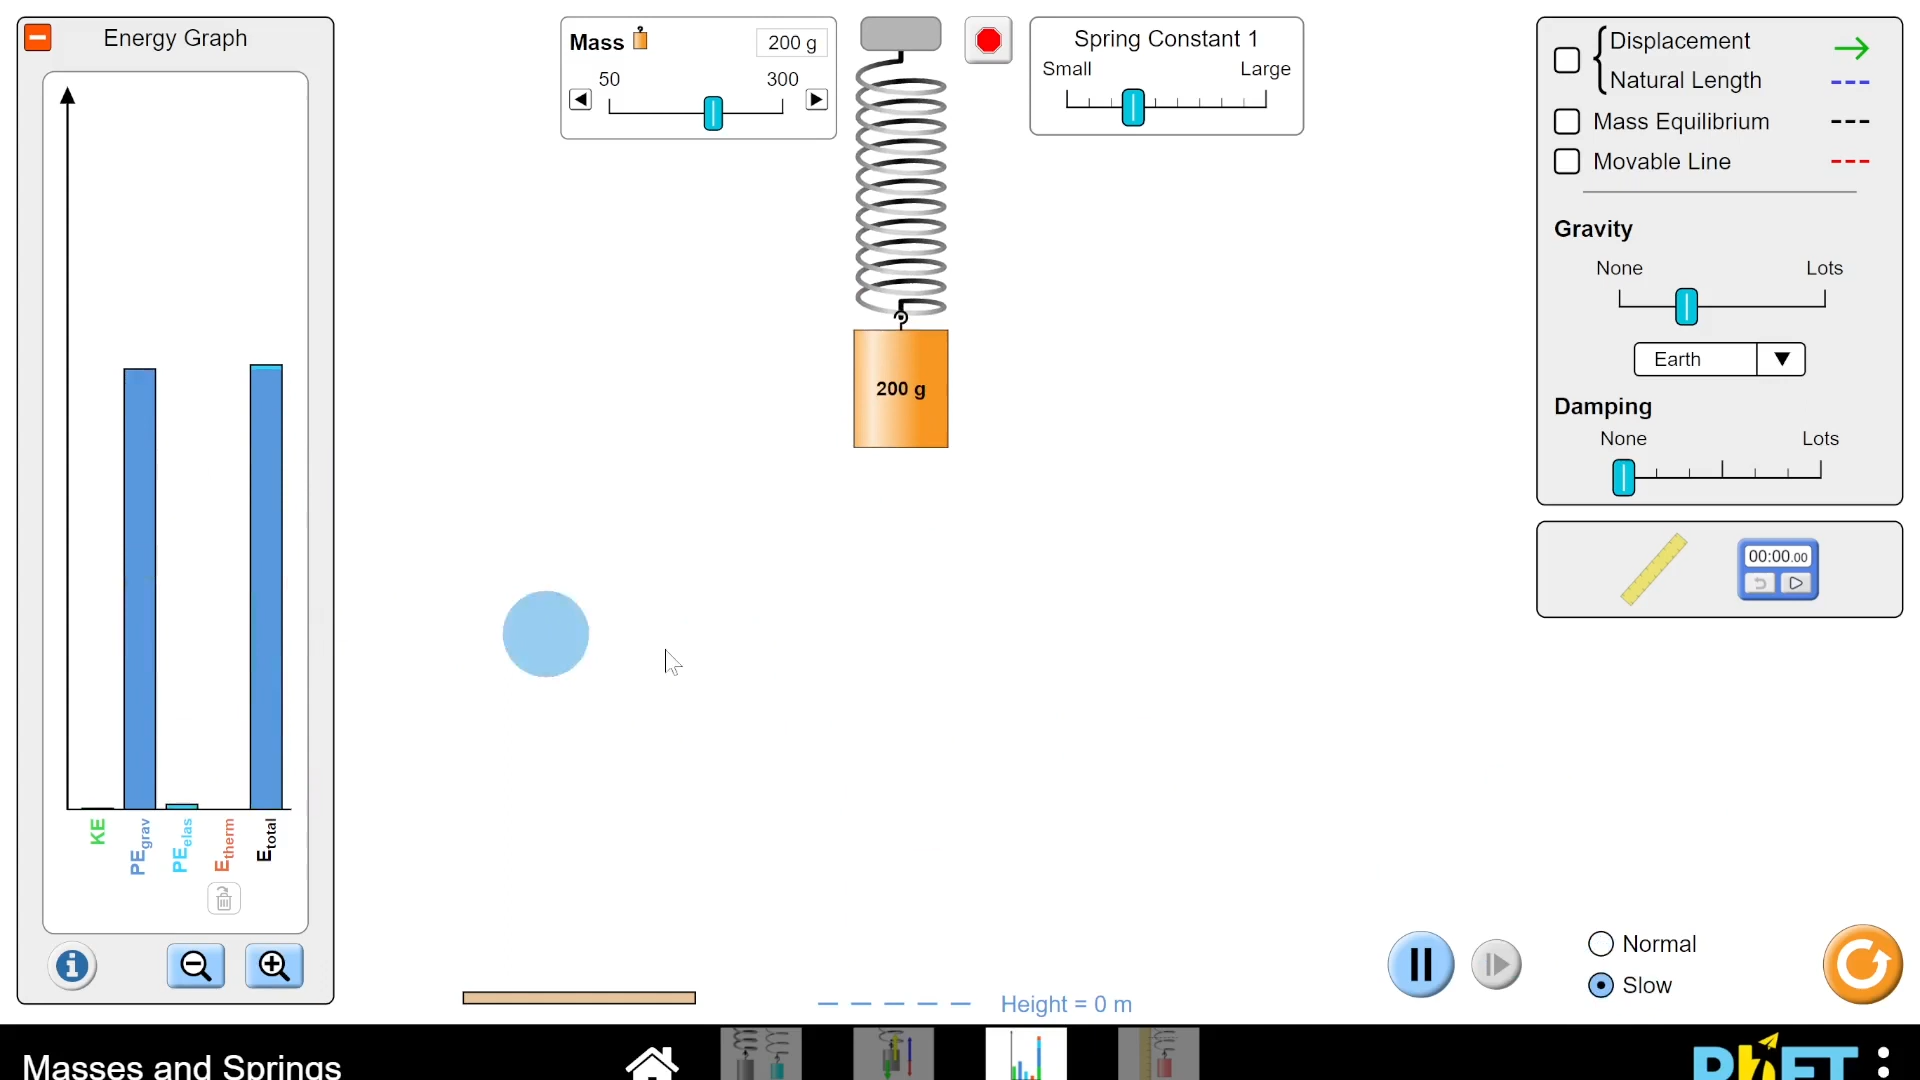 Energy Graph
KE
PEgrav
PEelas
Etherm
Etotal
Mass
200 g
50
300
Spring Constant 1
Small
Large
200 g
Displacement
Natural Length
Mass Equilibrium
Movable Line
Gravity
None
Lots
Earth
Damping
None
Lots
00:00.00
Height = 0 m
Normal
Slow
Masses and Springs
PhET